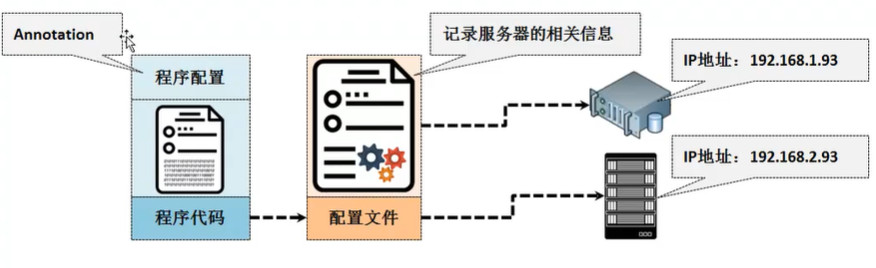 Annotation
记录服务器的相关信息
IP地址：192.168.1.93
程序配置
IP地址：192.168.2.93
程序代码
配置文件